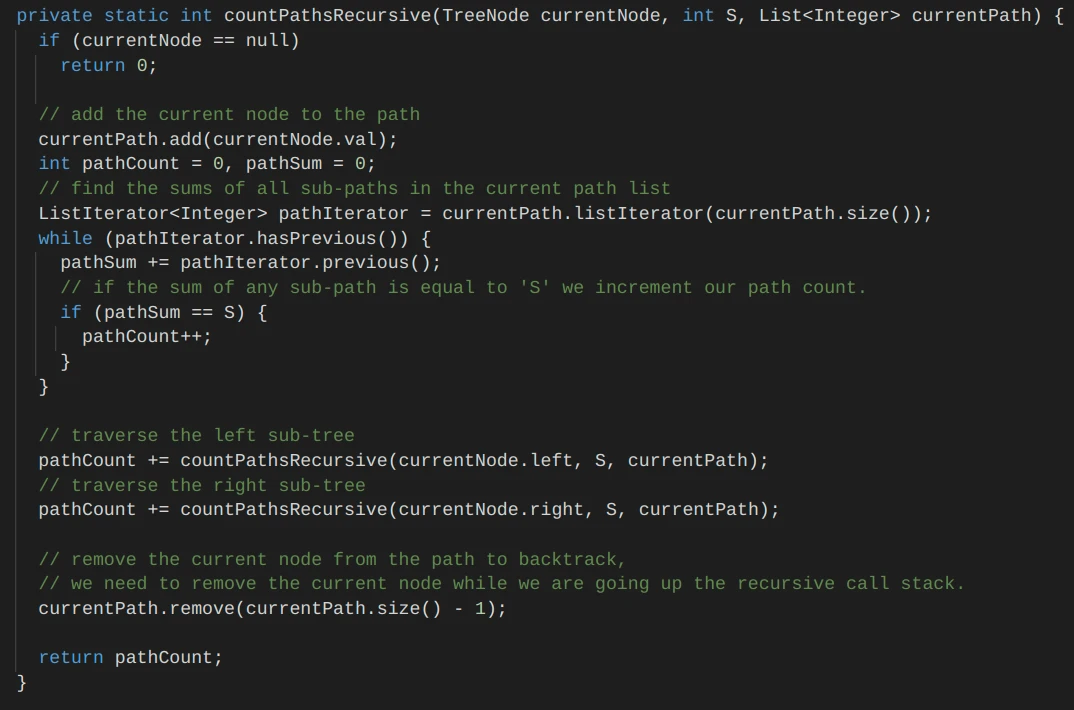 private static int countPathsRecursive(TreeNode currentNode, int S, List<Integer> currentPath) {
  if (currentNode == null)
    return 0;

  // add the current node to the path
  currentPath.add(currentNode.val);
  int pathCount = 0, pathSum = 0;
  // find the sums of all sub-paths in the current path list
  ListIterator<Integer> pathIterator = currentPath.listIterator(currentPath.size());
  while (pathIterator.hasPrevious()) {
    pathSum += pathIterator.previous();
    // if the sum of any sub-path is equal to 'S' we increment our path count.
    if (pathSum == S) {
      pathCount++;
    }
  }

  // traverse the left sub-tree
  pathCount += countPathsRecursive(currentNode.left, S, currentPath);
  // traverse the right sub-tree
  pathCount += countPathsRecursive(currentNode.right, S, currentPath);

  // remove the current node from the path to backtrack,
  // we need to remove the current node while we are going up the recursive call stack.
  currentPath.remove(currentPath.size() - 1);

  return pathCount;
}